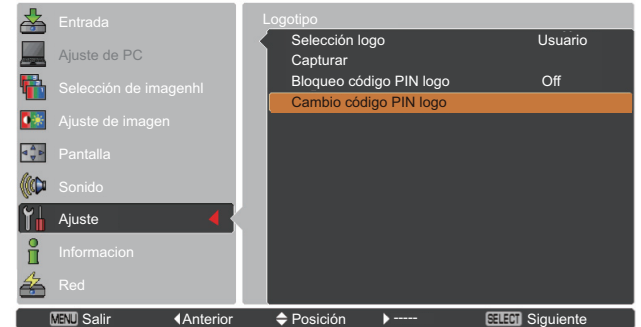 Entrada
Ajuste de PC
Selección de imagenhl
Ajuste de imagen
Pantalla
Sonido
Ajuste
Informacion
Red
Logotipo
Selección logo Usuario
Capturar
Bloqueo código PIN logo Off
Cambio código PIN logo
MENU Salir Anterior Posición ----- SELECT Siguiente